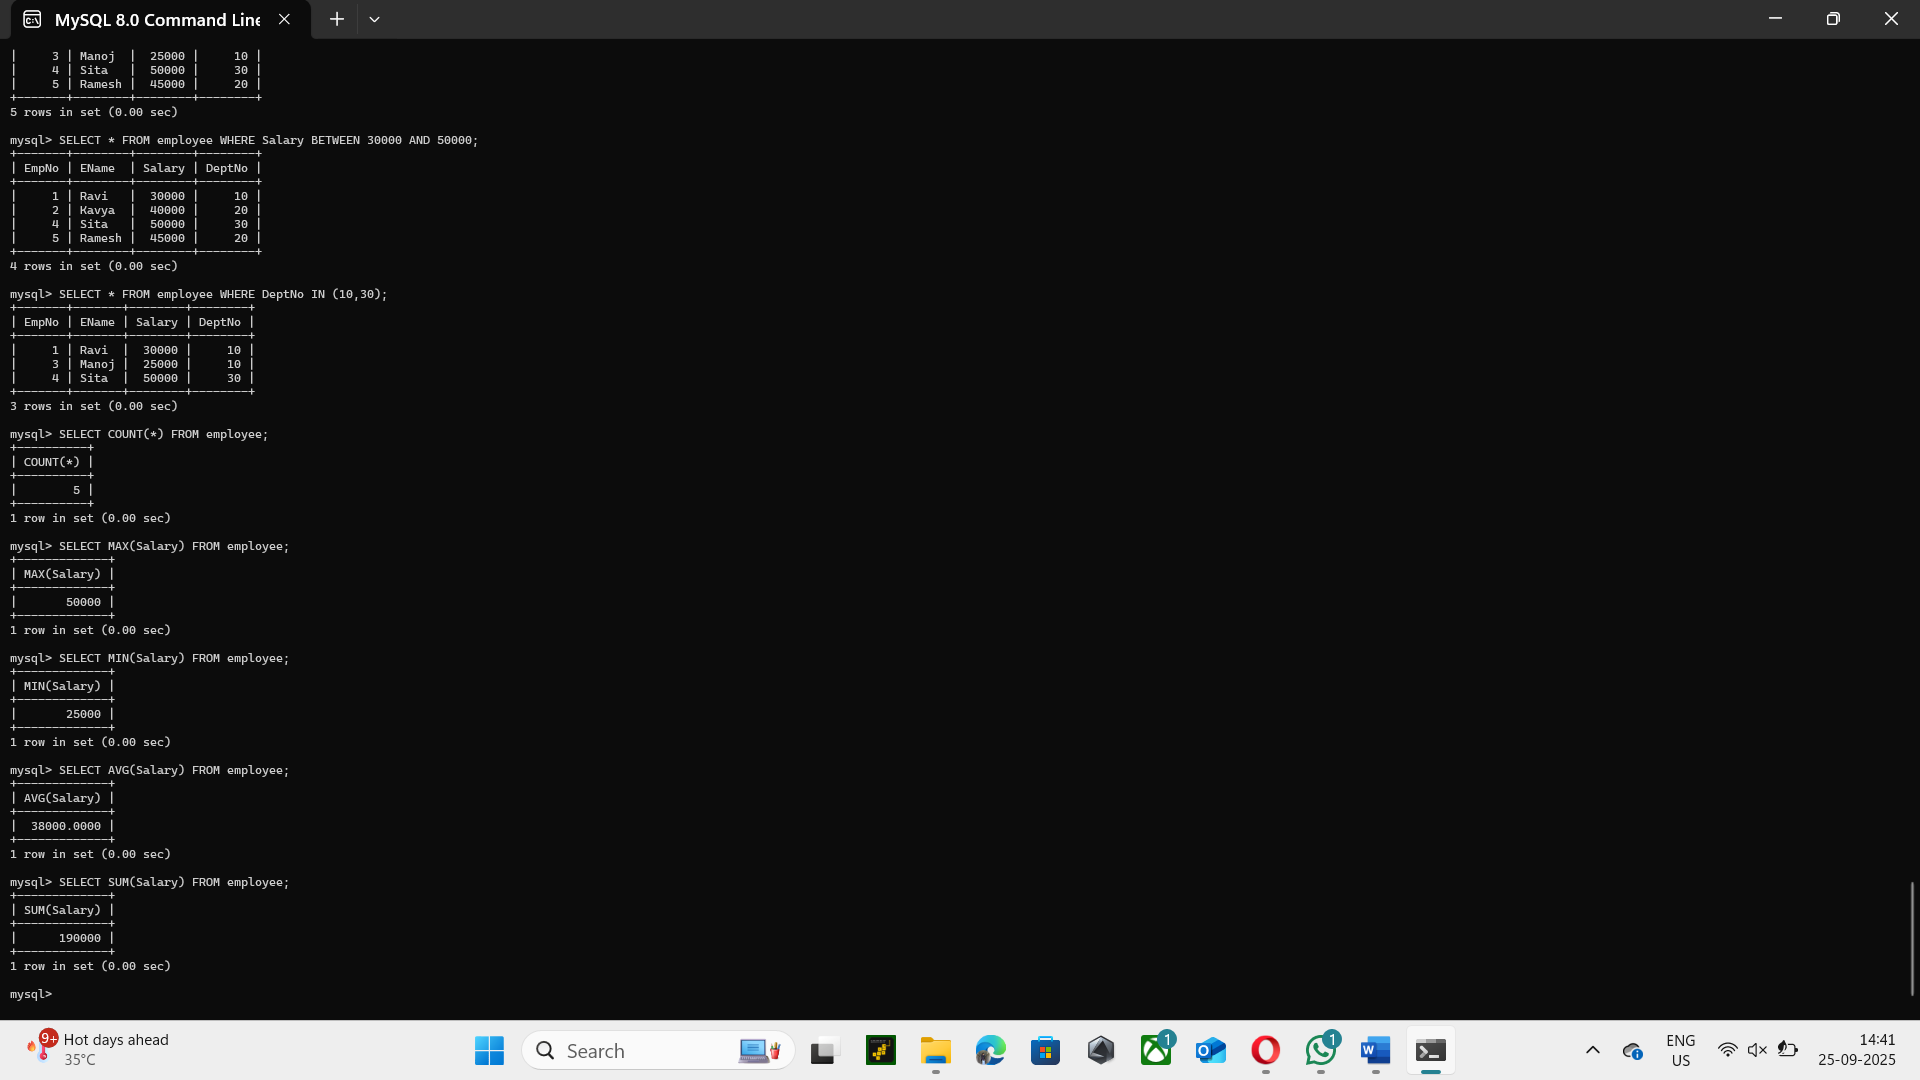 MySQL 8.0 Command Line
|     3 | Manoj  |  25000 |     10 |
|     4 | Sita   |  50000 |     30 |
|     5 | Ramesh |  45000 |     20 |
+-------+--------+--------+--------+
5 rows in set (0.00 sec)
mysql> SELECT * FROM employee WHERE Salary BETWEEN 30000 AND 50000;
+-------+--------+--------+--------+
| EmpNo | EName  | Salary | DeptNo |
+-------+--------+--------+--------+
|     1 | Ravi   |  30000 |     10 |
|     2 | Kavya  |  40000 |     20 |
|     4 | Sita   |  50000 |     30 |
|     5 | Ramesh |  45000 |     20 |
+-------+--------+--------+--------+
4 rows in set (0.00 sec)
mysql> SELECT * FROM employee WHERE DeptNo IN (10,30);
+-------+-------+--------+--------+
| EmpNo | EName | Salary | DeptNo |
+-------+-------+--------+--------+
|     1 | Ravi  |  30000 |     10 |
|     3 | Manoj |  25000 |     10 |
|     4 | Sita  |  50000 |     30 |
+-------+-------+--------+--------+
3 rows in set (0.00 sec)
mysql> SELECT COUNT(*) FROM employee;
+----------+
| COUNT(*) |
+----------+
|        5 |
+----------+
1 row in set (0.00 sec)
mysql> SELECT MAX(Salary) FROM employee;
+-------------+
| MAX(Salary) |
+-------------+
|       50000 |
+-------------+
1 row in set (0.00 sec)
mysql> SELECT MIN(Salary) FROM employee;
+-------------+
| MIN(Salary) |
+-------------+
|       25000 |
+-------------+
1 row in set (0.00 sec)
mysql> SELECT AVG(Salary) FROM employee;
+-------------+
| AVG(Salary) |
+-------------+
|  38000.0000 |
+-------------+
1 row in set (0.00 sec)
mysql> SELECT SUM(Salary) FROM employee;
+-------------+
| SUM(Salary) |
+-------------+
|      190000 |
+-------------+
1 row in set (0.00 sec)
mysql>
9+ Hot days ahead
35°C
Search
1
1
ENG
US
14:41
25-09-2025